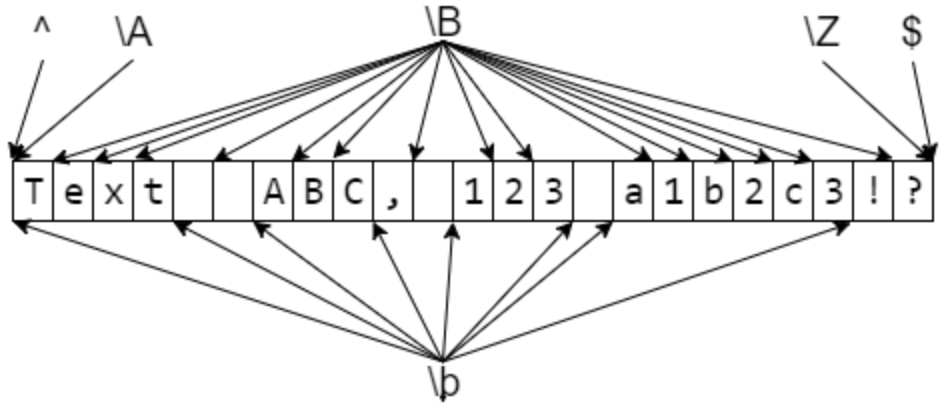 ^ \A \B \Z $
Text  ABC, 123 a1b2c3!?
\b